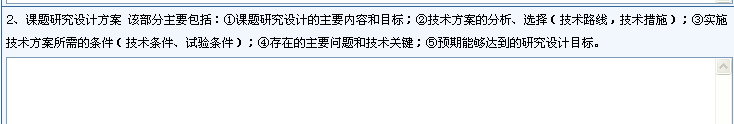 2、课题研究设计方案 该部分主要包括：①课题研究设计的主要内容和目标；②技术方案的分析、选择（技术路线，技术措施）；③实施
技术方案所需的条件（技术条件、试验条件）；④存在的主要问题和技术关键；⑤预期能够达到的研究设计目标。